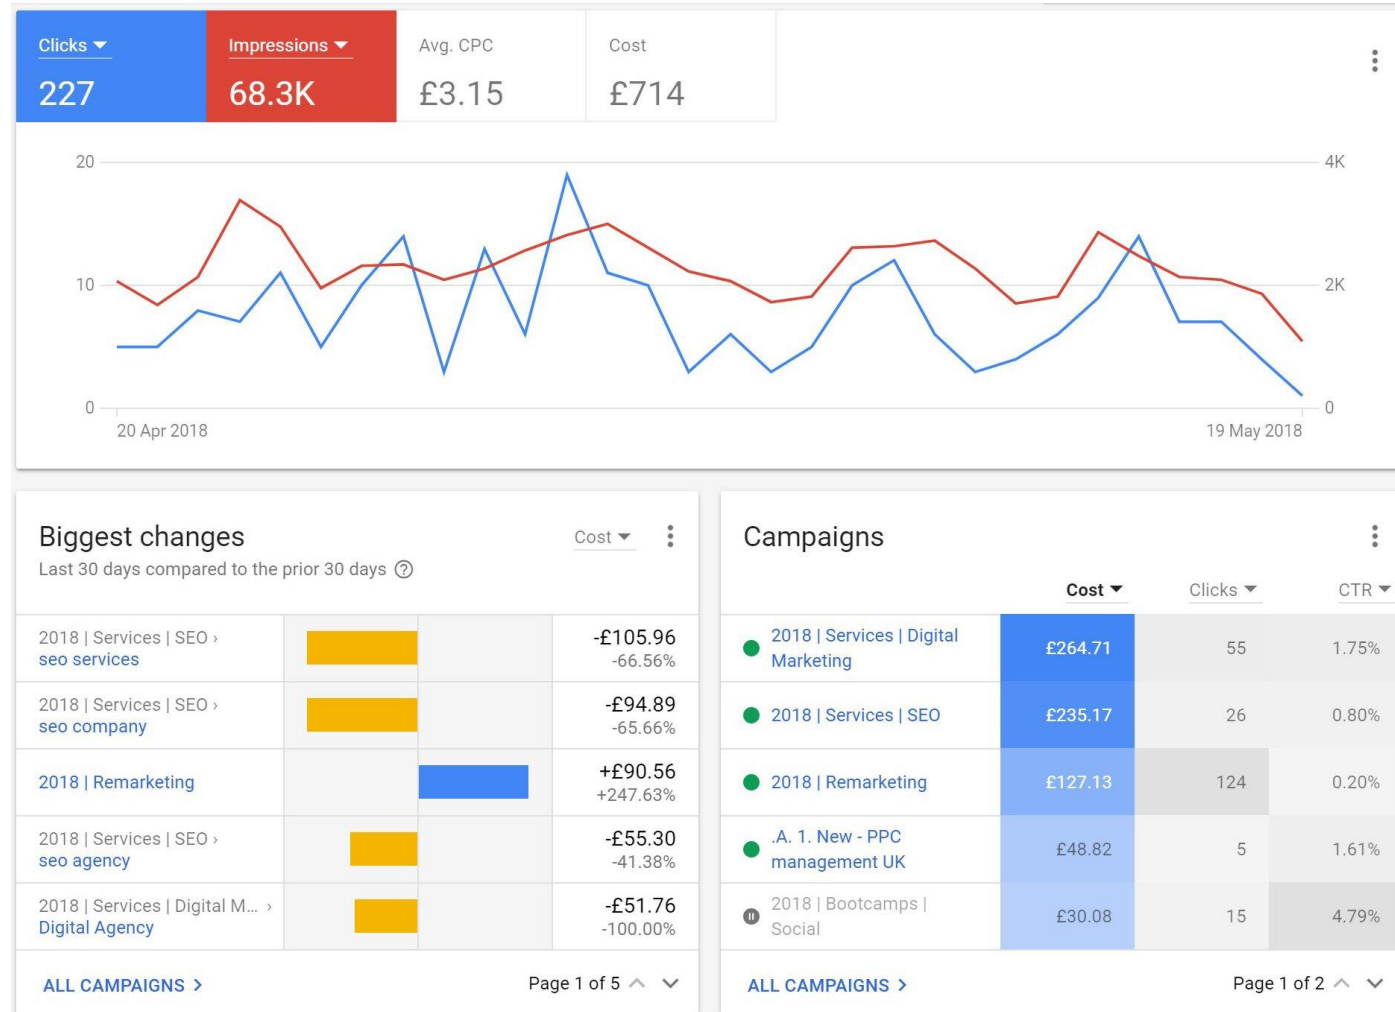 Clicks
Impressions
Avg. CPC
Cost
227
68.3K
£3.15
£714
20
4K
10
2K
0
0
20 Apr 2018
19 May 2018
Biggest changes
Cost
Last 30 days compared to the prior 30 days
2018 | Services | SEO ›
seo services
-£105.96
-66.56%
2018 | Services | SEO ›
seo company
-£94.89
-65.66%
2018 | Remarketing
+£90.56
+247.63%
2018 | Services | SEO ›
seo agency
-£55.30
-41.38%
2018 | Services | Digital M... ›
Digital Agency
-£51.76
-100.00%
ALL CAMPAIGNS >
Page 1 of 5
Campaigns
Cost
Clicks
CTR
2018 | Services | Digital
Marketing
£264.71
55
1.75%
2018 | Services | SEO
£235.17
26
0.80%
2018 | Remarketing
£127.13
124
0.20%
.A. 1. New - PPC
management UK
£48.82
5
1.61%
2018 | Bootcamps |
Social
£30.08
15
4.79%
ALL CAMPAIGNS >
Page 1 of 2